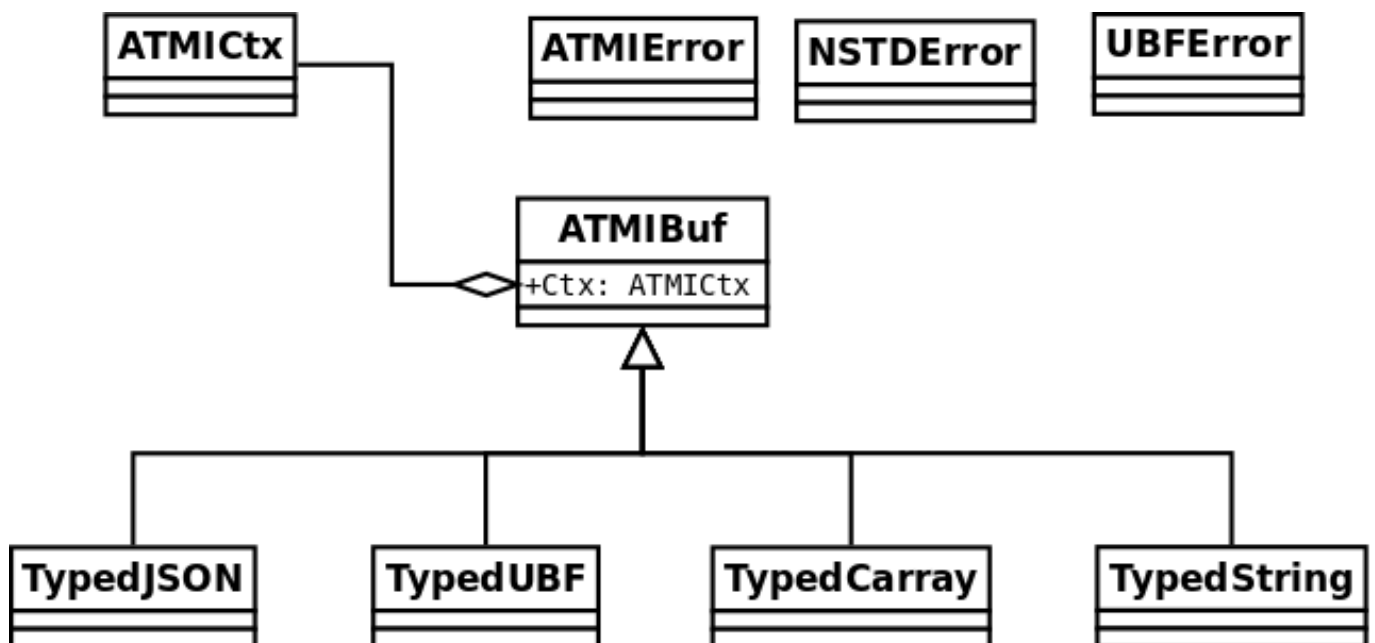 ATMICtx
ATMIError
NSTDError
UBFError
ATMIBuf
+Ctx: ATMICtx
TypedJSON
TypedUBF
TypedCarray
TypedString